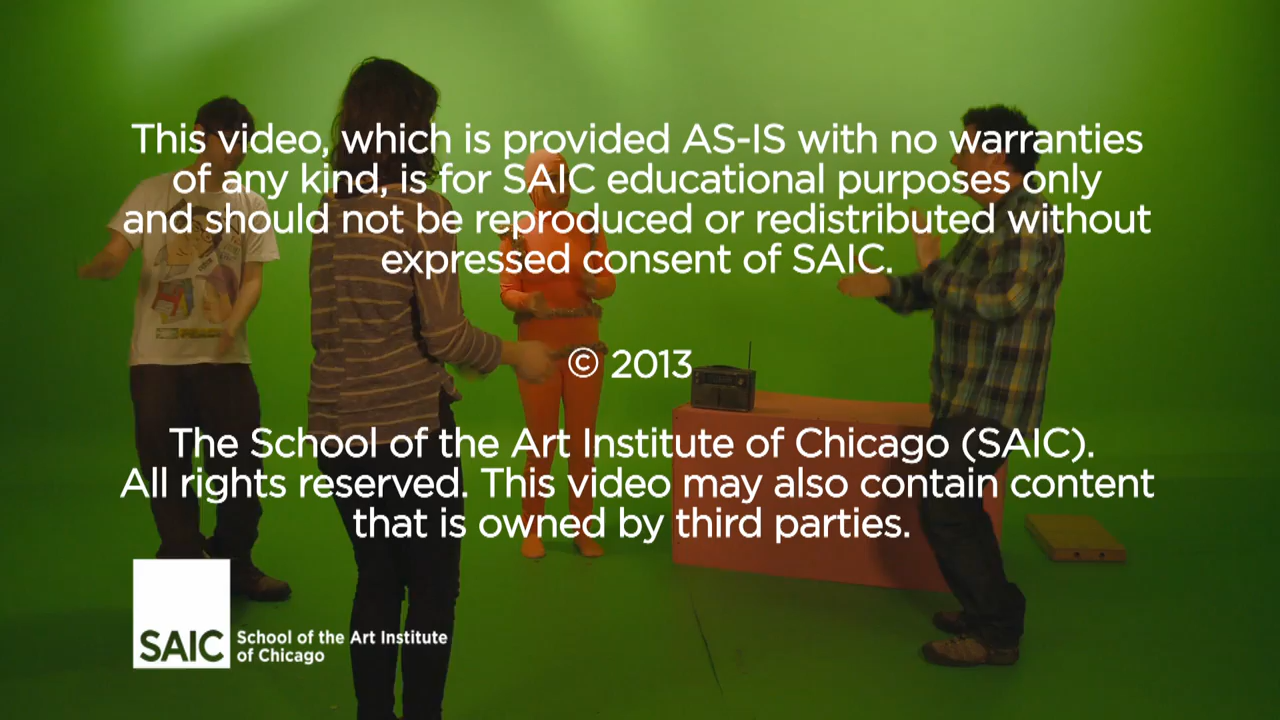 This video, which is provided AS-IS with no warranties
of any kind, is for SAIC educational purposes only
and should not be reproduced or redistributed without
expressed consent of SAIC.
© 2013
The School of the Art Institute of Chicago (SAIC).
All rights reserved. This video may also contain content
that is owned by third parties.
SAIC
School of the Art Institute
of Chicago